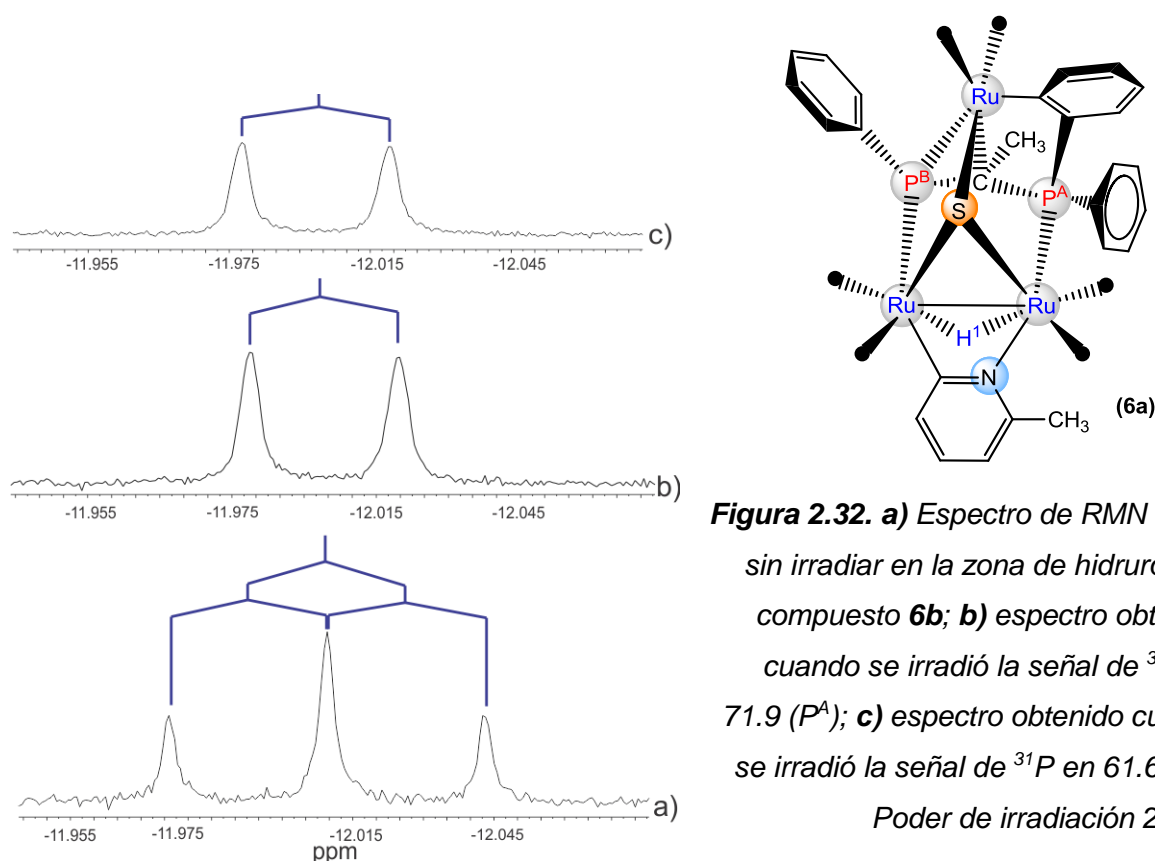 c)
-11.955 -11.975 -12.015 -12.045
b)
-11.955 -11.975 -12.015 -12.045
a)
-11.955 -11.975 -12.015 -12.045
ppm
Ru
CH₃
Pᴮ C Pᴬ
S
Ru Ru
H¹
N
CH₃
(6a)
Figura 2.32. a) Espectro de RMN
sin irradiar en la zona de hidruro
compuesto 6b; b) espectro obt
cuando se irradió la señal de ³
71.9 (Pᴬ); c) espectro obtenido cu
se irradió la señal de ³¹P en 61.6
Poder de irradiación 2